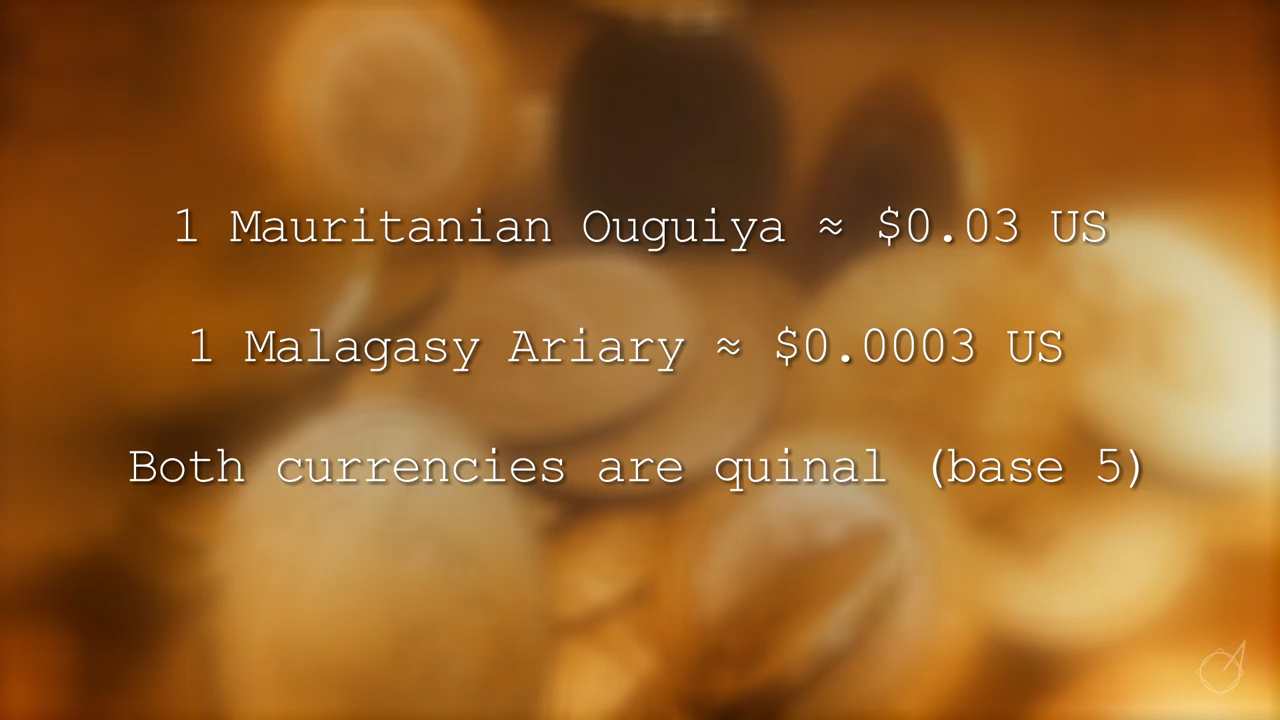 1 Mauritanian Ouguiya ≈ $0.03 US
1 Malagasy Ariary ≈ $0.0003 US
Both currencies are quinal (base 5)